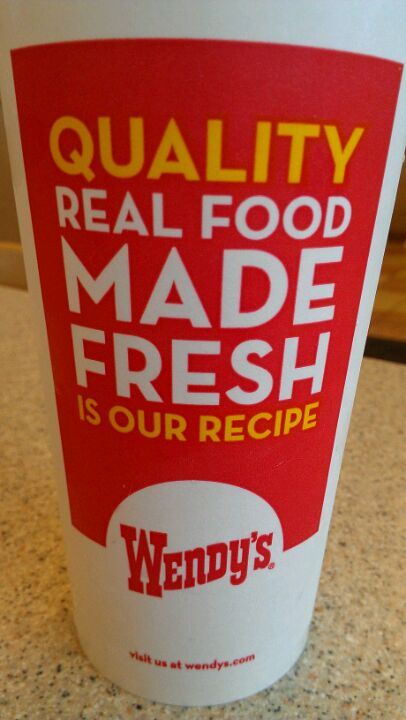 QUALITY
REAL FOOD
MADE
FRESH
IS OUR RECIPE
WENDY'S®
visit us at wendys.com